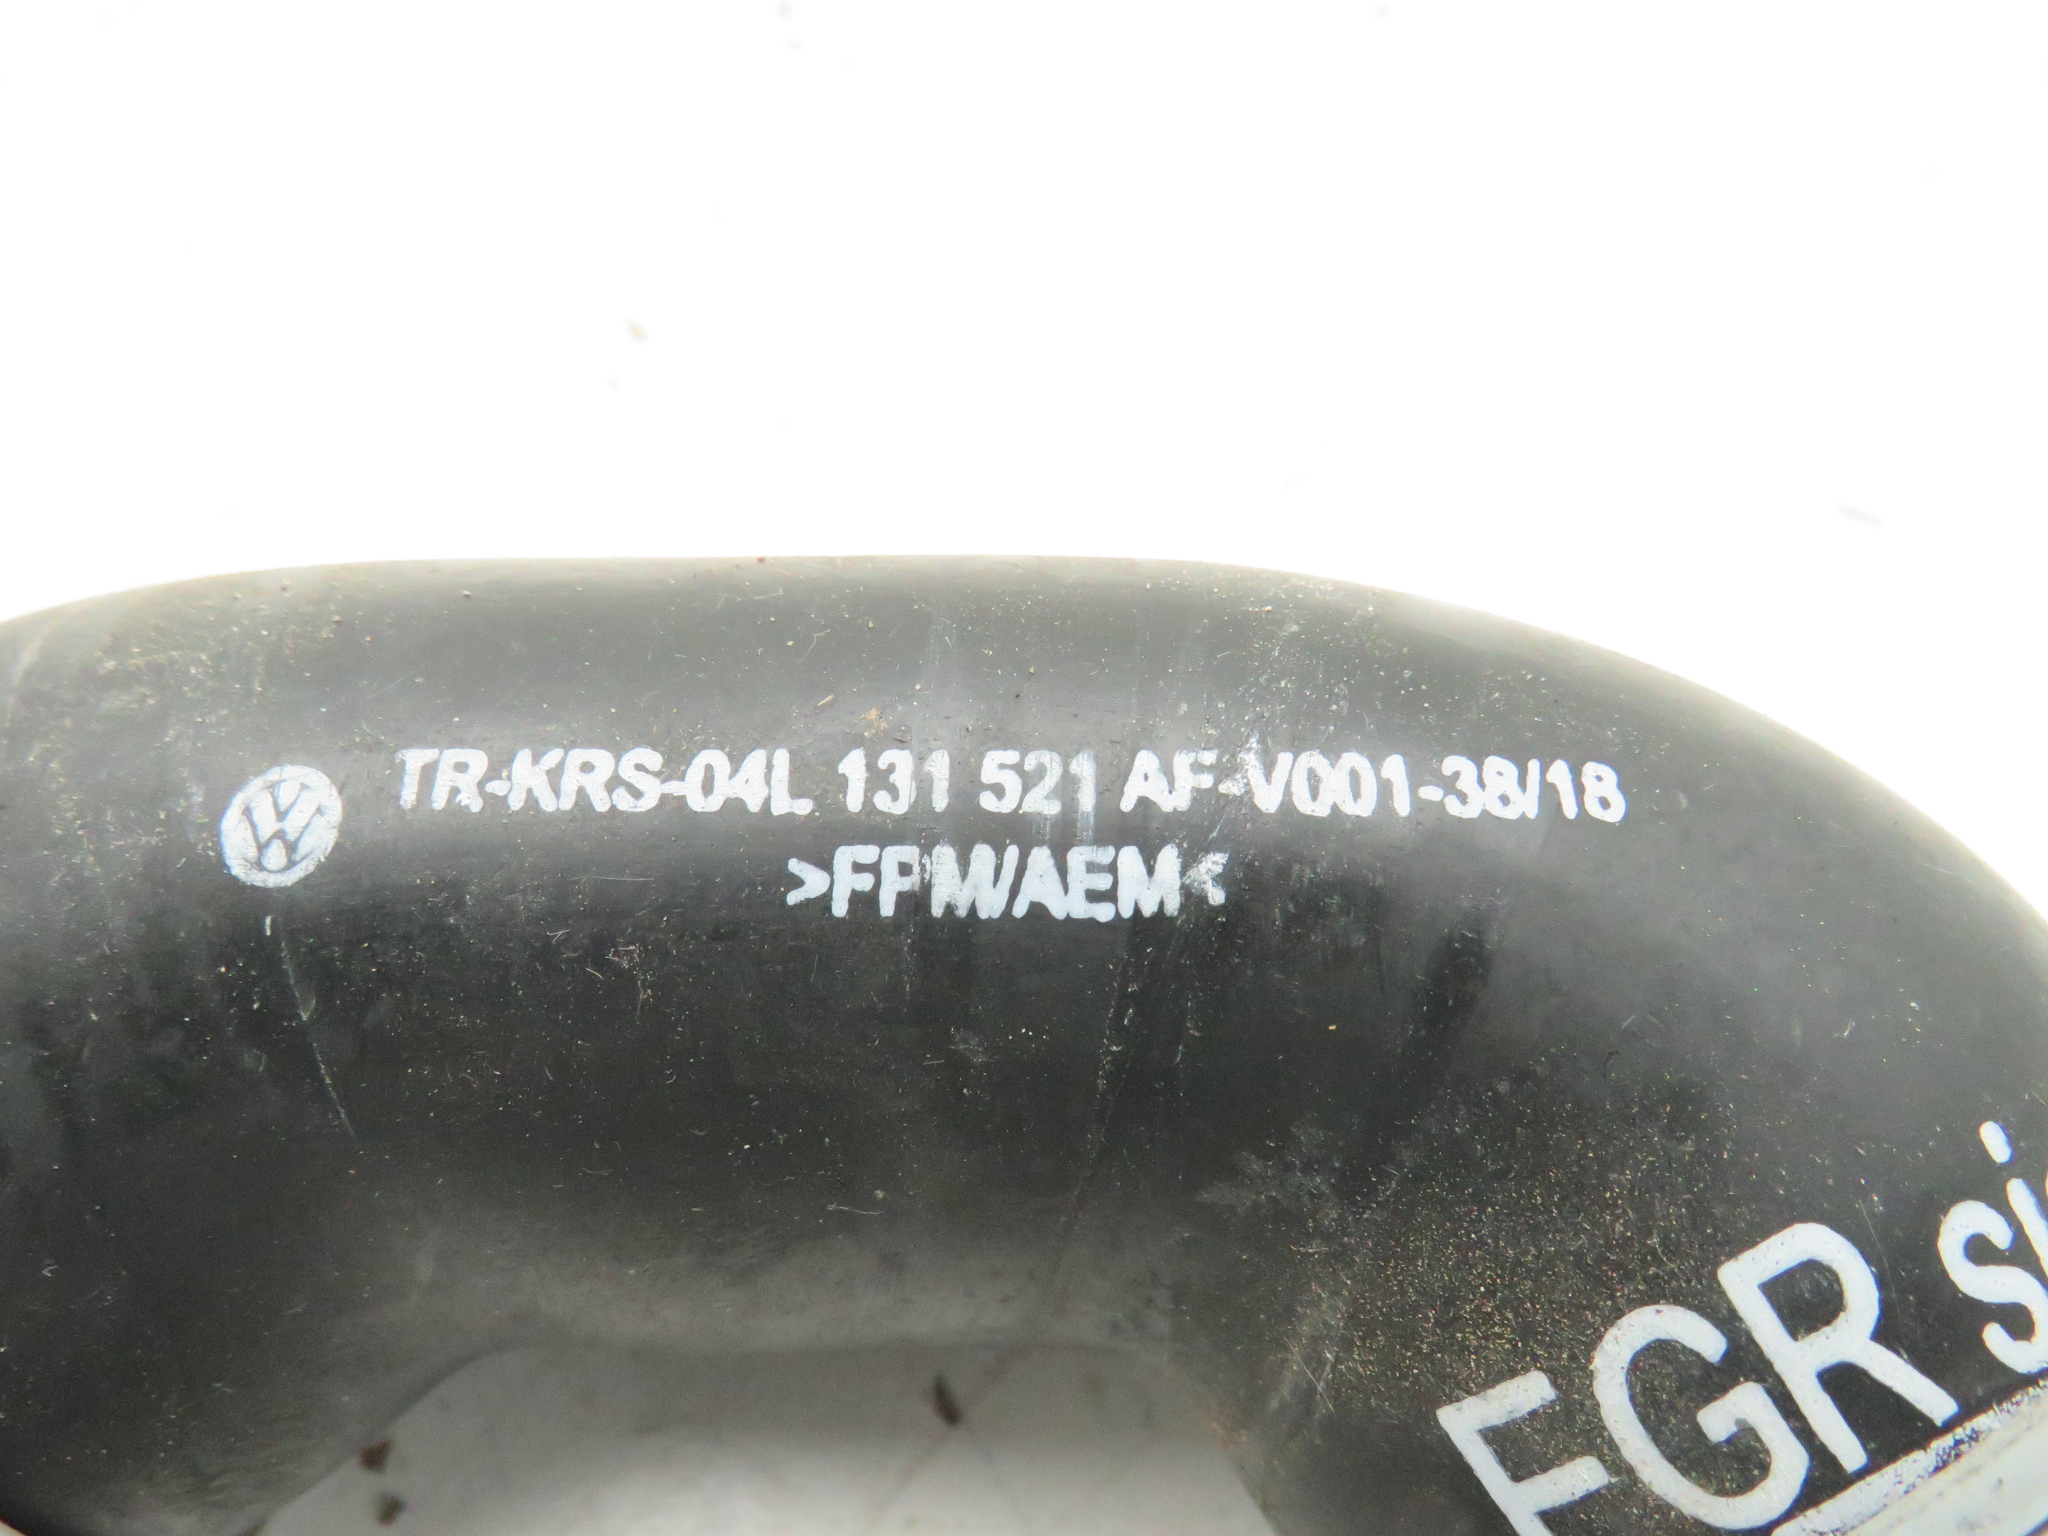 TR-KRS-04L 131 521 AF-V001-38/18
>FPM/AEM<
EGR